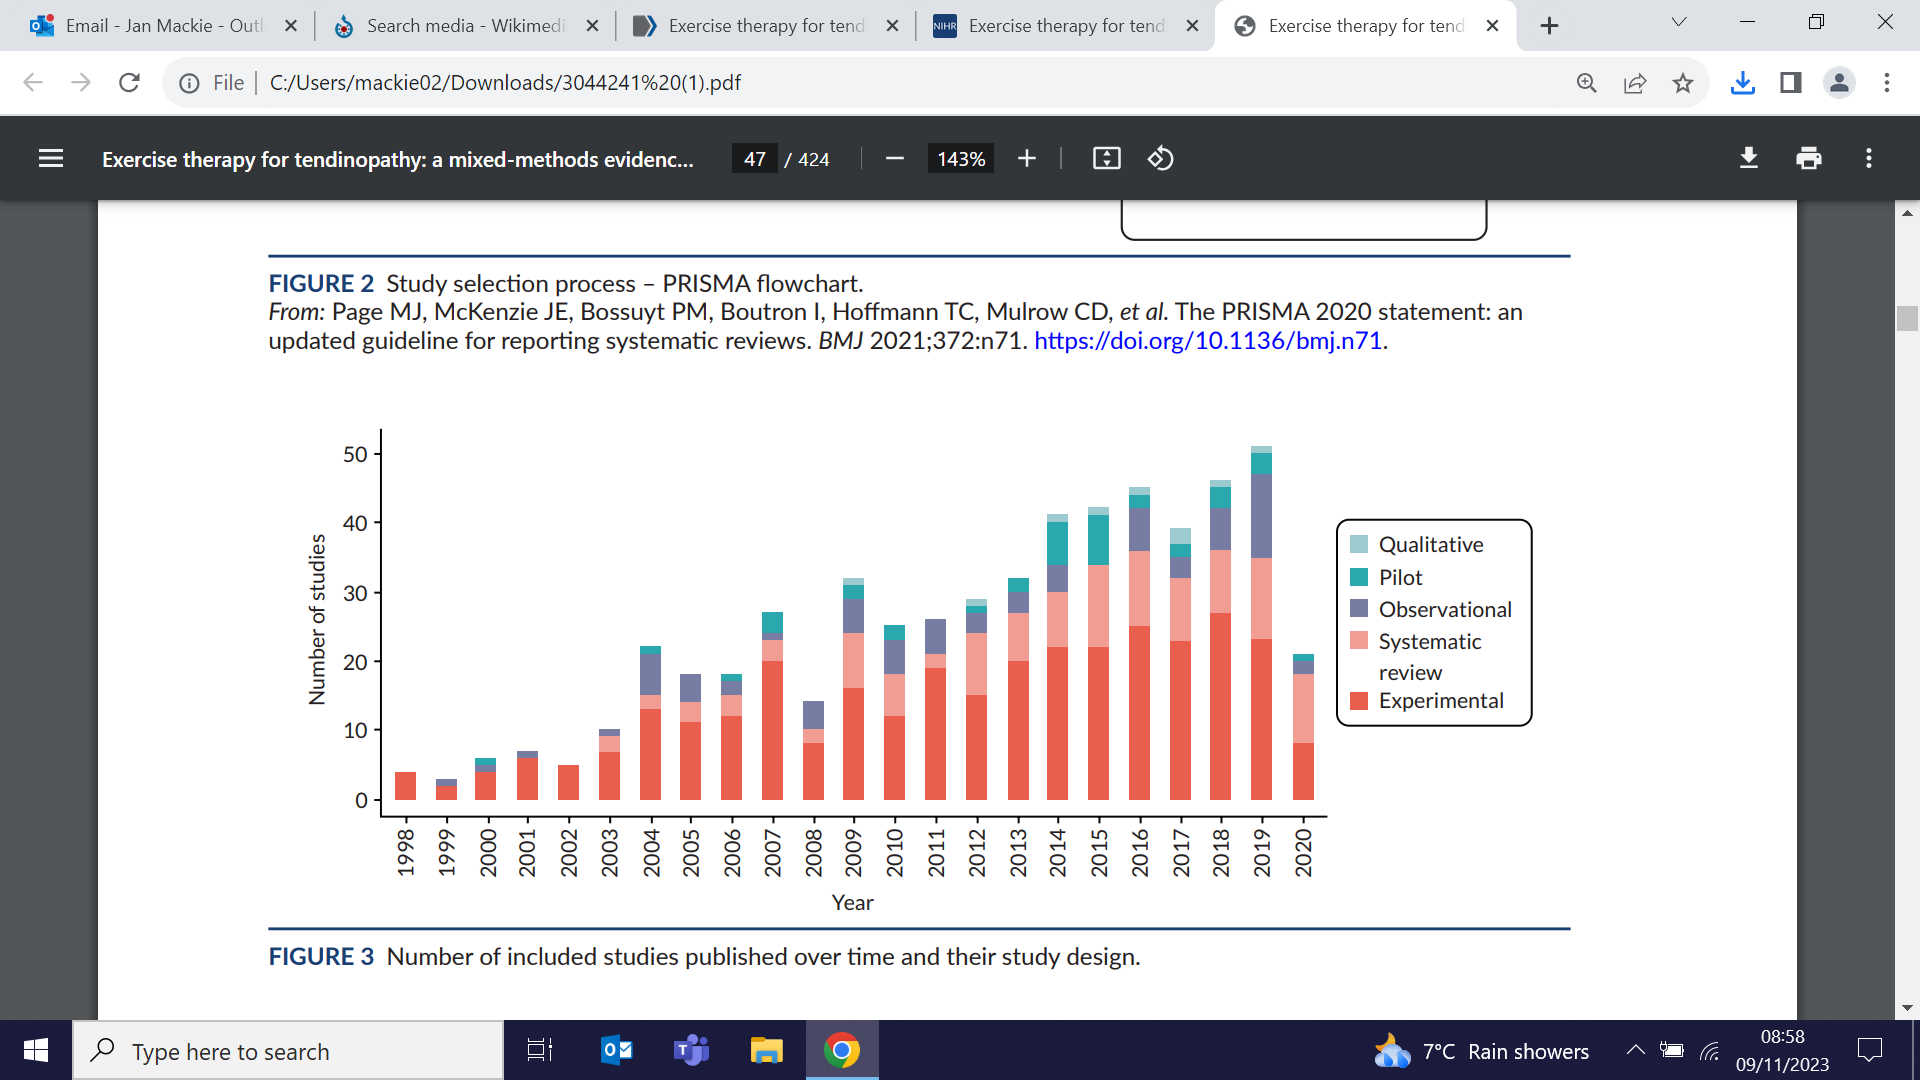 Email - Jan Mackie - Outl
Search media - Wikimedi
Exercise therapy for tend
NIHR
Exercise therapy for tend
Exercise therapy for tend
File
C:/Users/mackie02/Downloads/3044241%20(1).pdf
Exercise therapy for tendinopathy: a mixed-methods evidenc...
47 / 424
143%
FIGURE 2 Study selection process – PRISMA flowchart.
From: Page MJ, McKenzie JE, Bossuyt PM, Boutron I, Hoffmann TC, Mulrow CD, et al. The PRISMA 2020 statement: an
updated guideline for reporting systematic reviews. BMJ 2021;372:n71. https://doi.org/10.1136/bmj.n71.
Number of studies
50
40
30
20
10
0
1998
1999
2000
2001
2002
2003
2004
2005
2006
2007
2008
2009
2010
2011
2012
2013
2014
2015
2016
2017
2018
2019
2020
Year
Qualitative
Pilot
Observational
Systematic
review
Experimental
FIGURE 3 Number of included studies published over time and their study design.
Type here to search
7°C Rain showers
08:58
09/11/2023